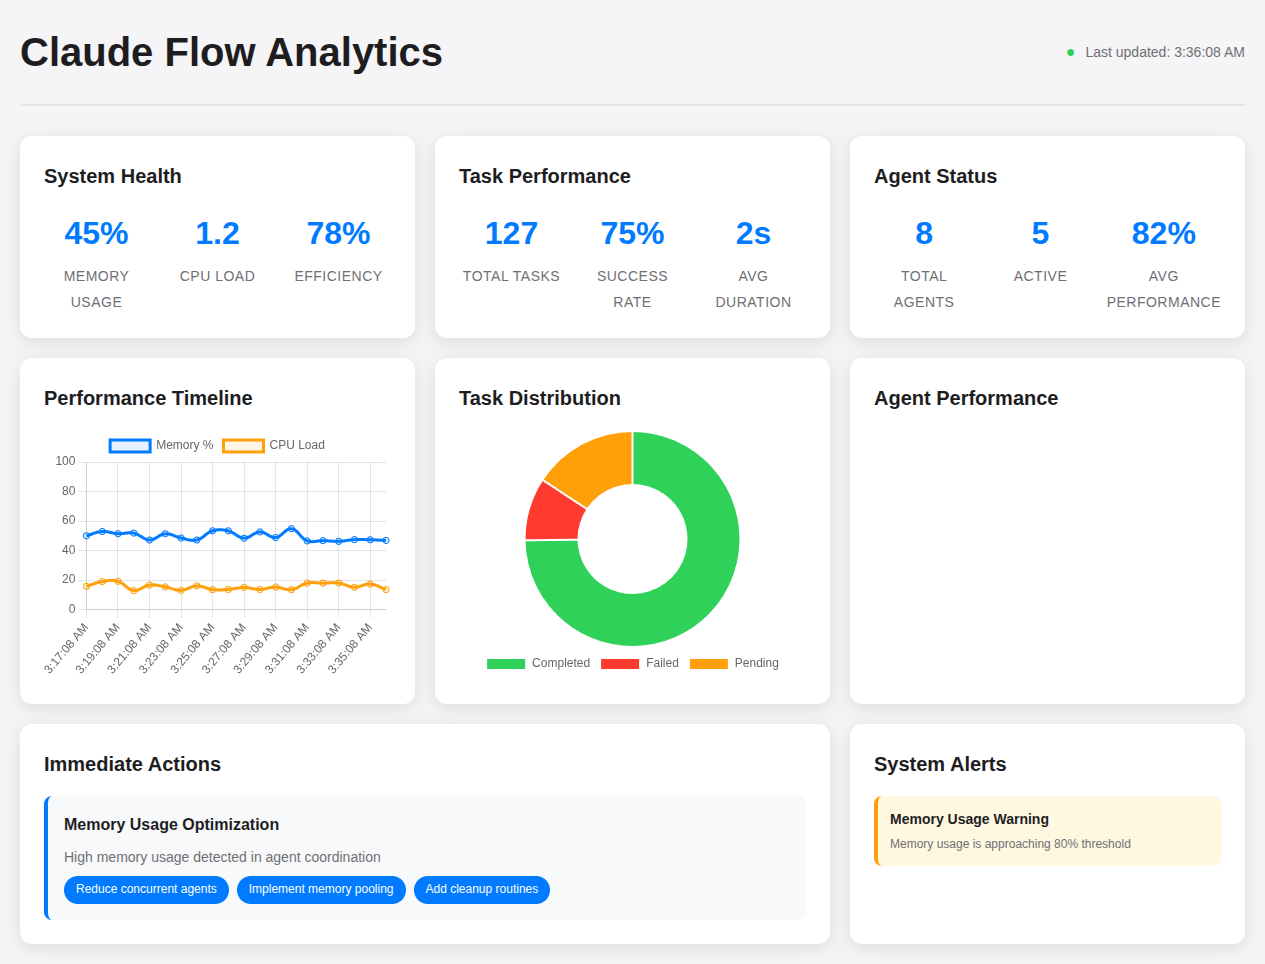 Claude Flow Analytics
Last updated: 3:36:08 AM
System Health
45%
MEMORY
USAGE
1.2
CPU LOAD
78%
EFFICIENCY
Task Performance
127
TOTAL TASKS
75%
SUCCESS
RATE
2s
AVG
DURATION
Agent Status
8
TOTAL
AGENTS
5
ACTIVE
82%
AVG
PERFORMANCE
Performance Timeline
Memory %
CPU Load
100
80
60
40
20
0
3:17:08 AM
3:19:08 AM
3:21:08 AM
3:23:08 AM
3:25:08 AM
3:27:08 AM
3:29:08 AM
3:31:08 AM
3:33:08 AM
3:35:08 AM
Task Distribution
Completed
Failed
Pending
Agent Performance
Immediate Actions
Memory Usage Optimization
High memory usage detected in agent coordination
Reduce concurrent agents
Implement memory pooling
Add cleanup routines
System Alerts
Memory Usage Warning
Memory usage is approaching 80% threshold